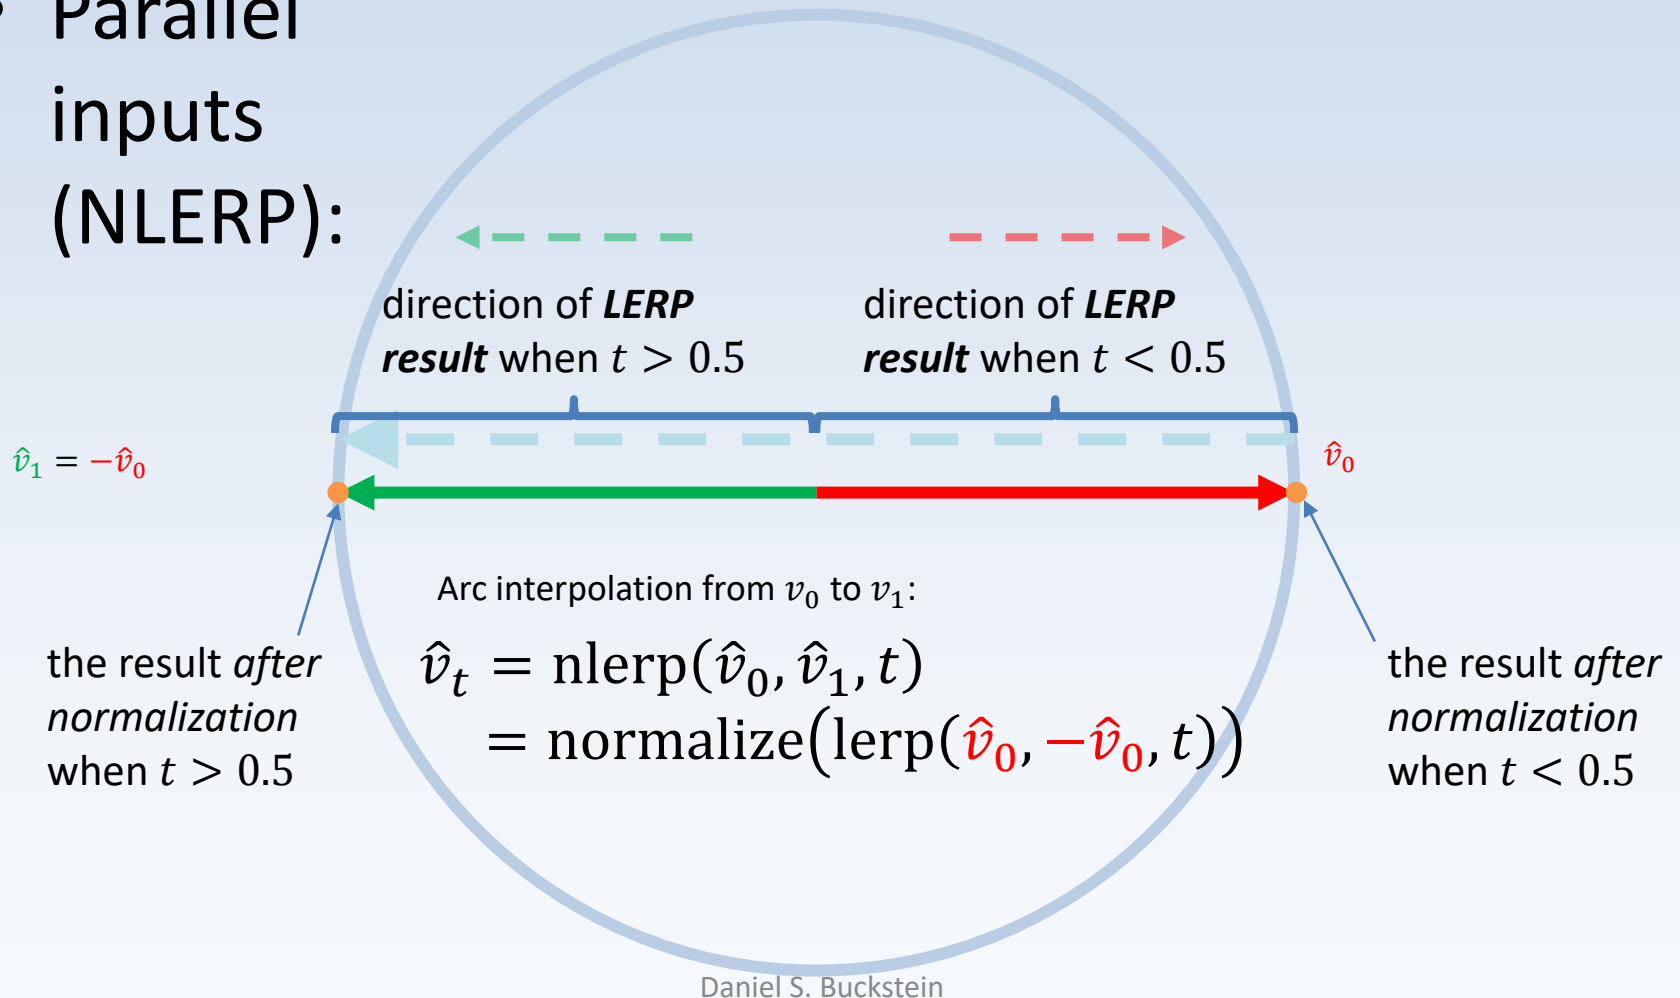 • Parallel
inputs
(NLERP):
direction of LERP
result when t > 0.5
direction of LERP
result when t < 0.5
v̂₁ = −v̂₀
v̂₀
Arc interpolation from v₀ to v₁:
v̂ₜ = nlerp(v̂₀, v̂₁, t)
= normalize(lerp(v̂₀, −v̂₀, t))
the result after
normalization
when t > 0.5
the result after
normalization
when t < 0.5
Daniel S. Buckstein